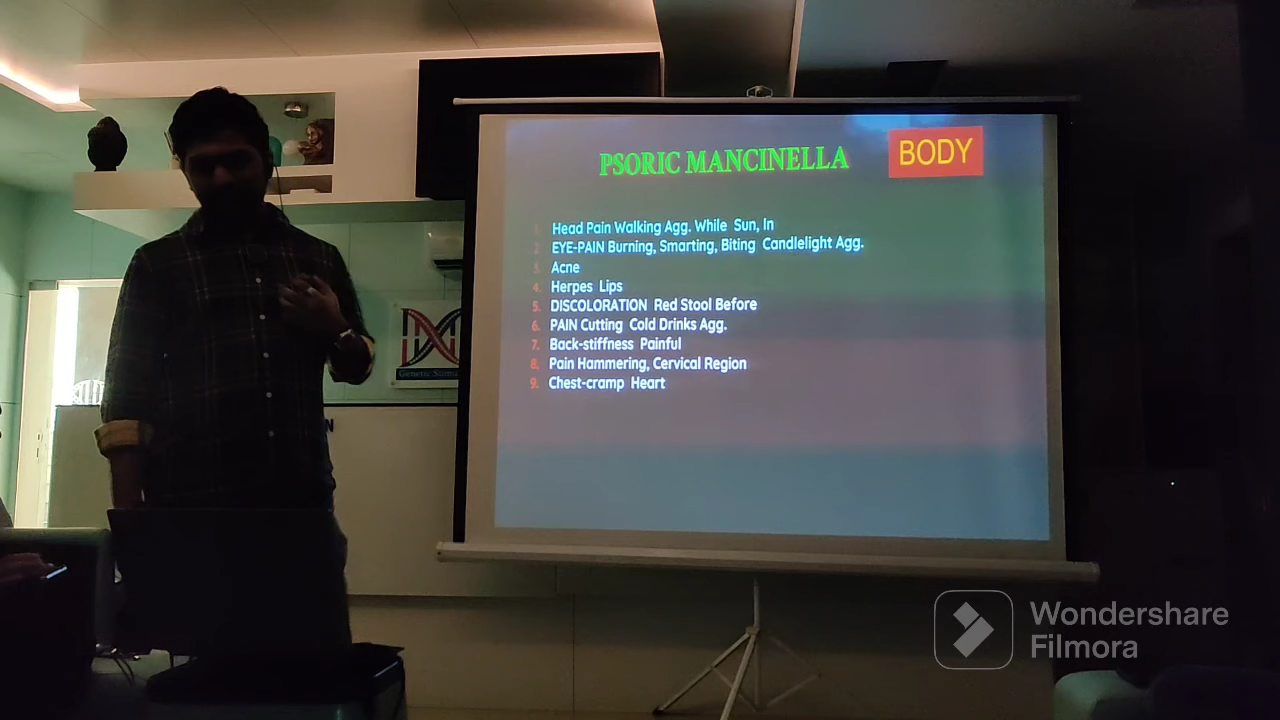 PSORIC MANCINELLA
BODY
1. Head Pain Walking Agg. While Sun, In
2. EYE-PAIN Burning, Smarting, Biting Candlelight Agg.
3. Acne
4. Herpes Lips
5. DISCOLORATION Red Stool Before
6. PAIN Cutting Cold Drinks Agg.
7. Back-stiffness Painful
8. Pain Hammering, Cervical Region
9. Chest-cramp Heart
Genetic
N
Wondershare
Filmora